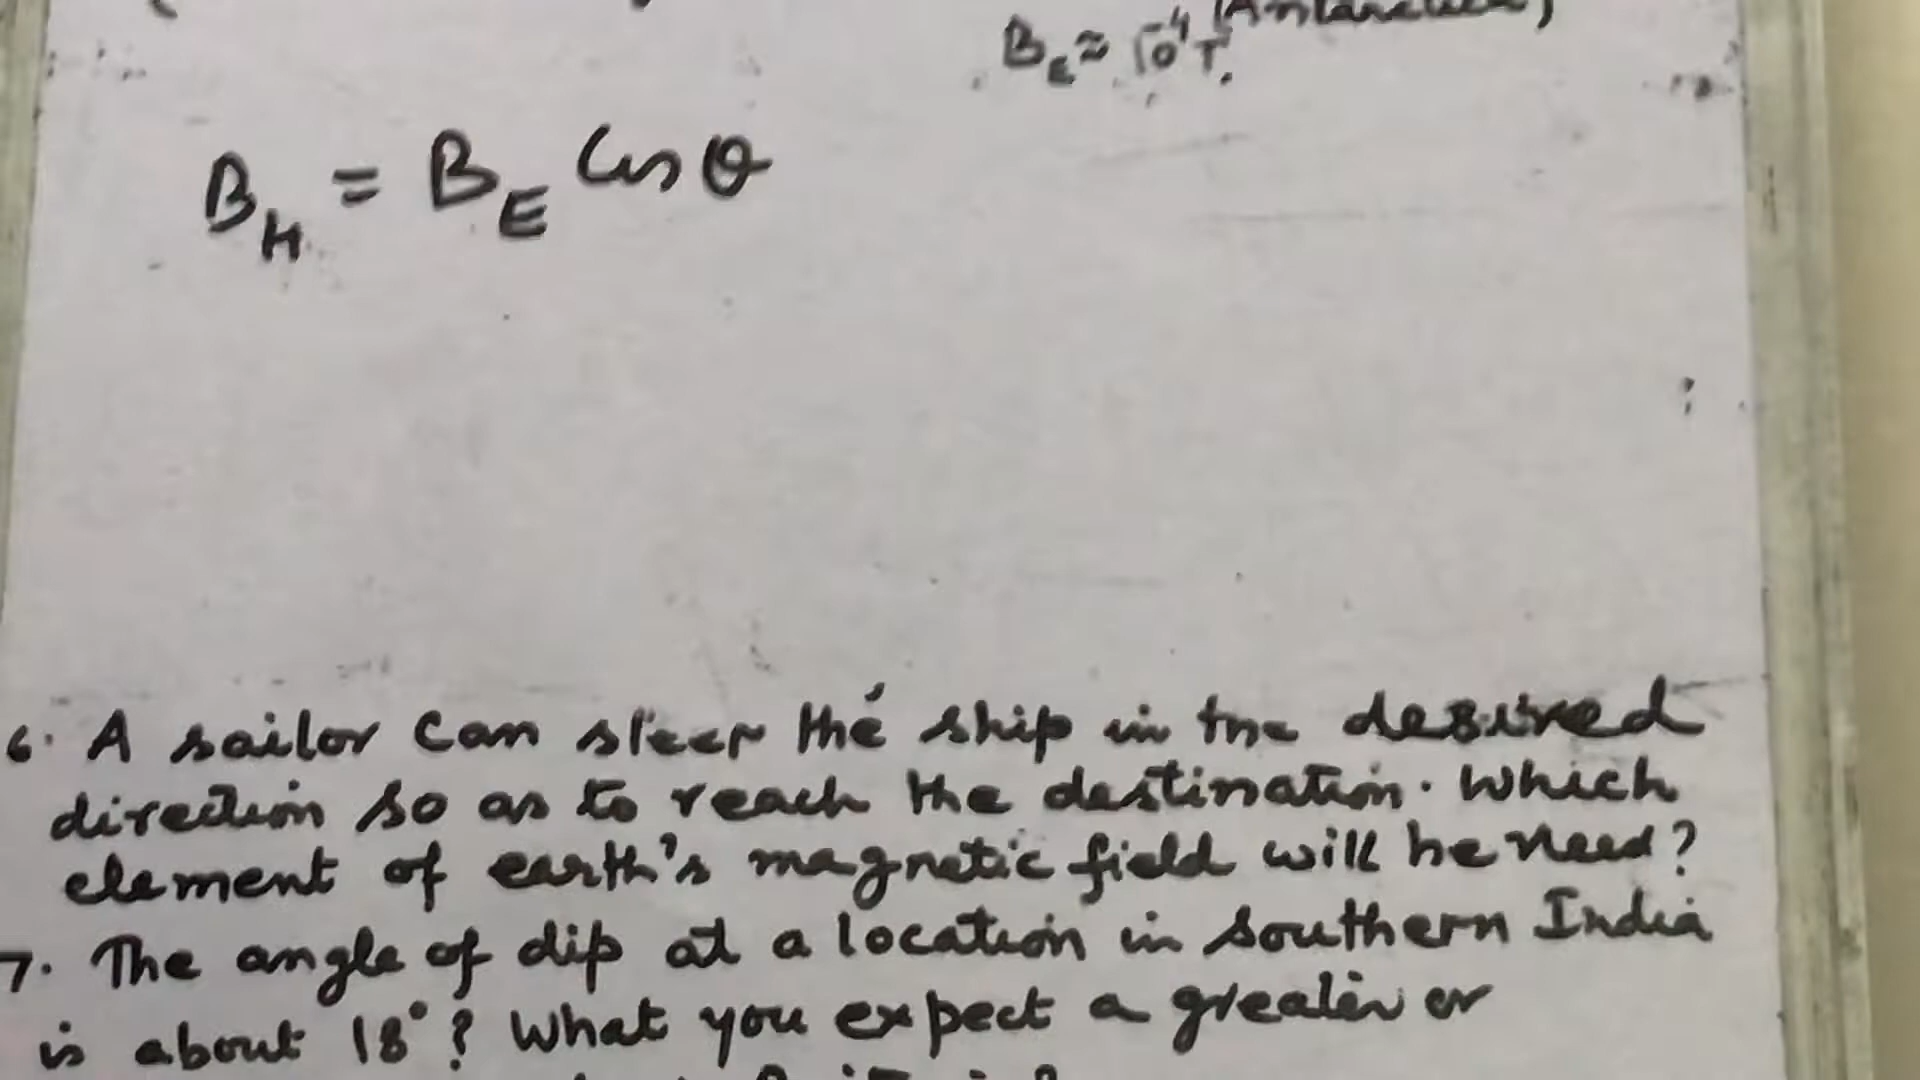 (Antarctica)
B_E ≈ 10^-4 T.
B_H = B_E Cos θ
6. A sailor can steer the ship in the desired
direction so as to reach the destination. Which
element of earth's magnetic field will he need?
7. The angle of dip at a location in southern India
is about 18°? What you expect a greater or